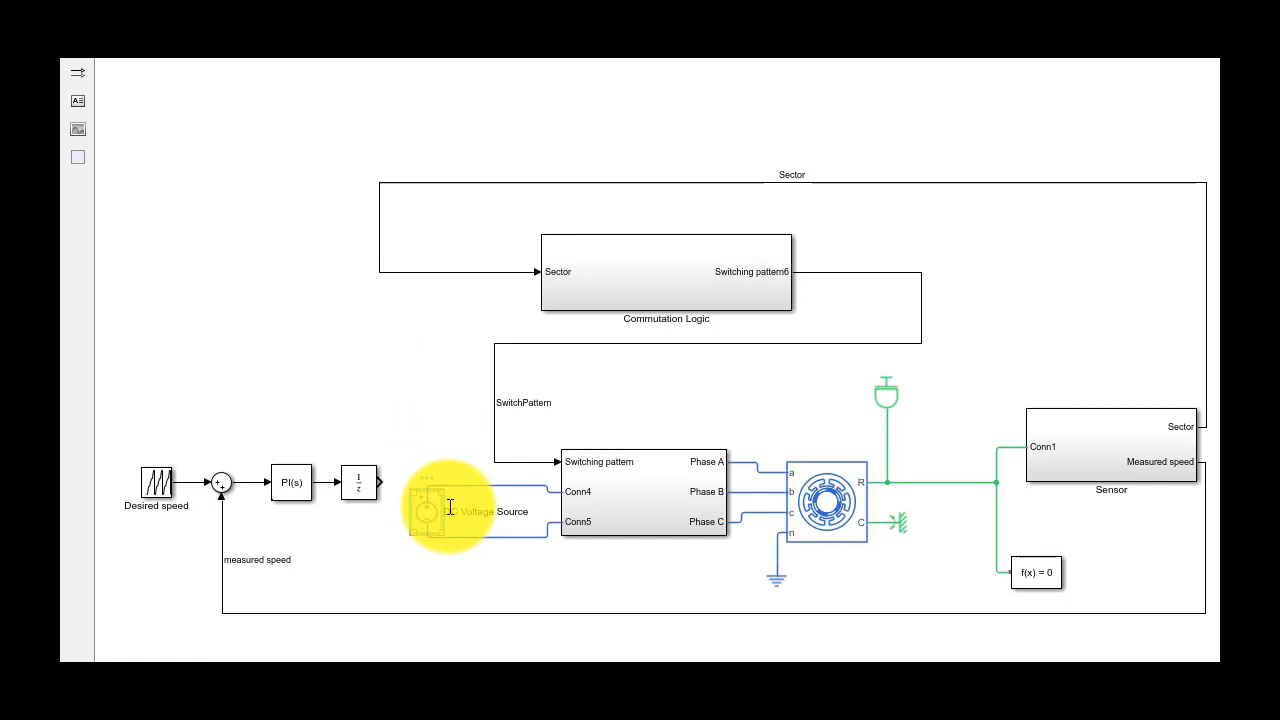 A
Sector
Sector
Switching pattern6
Commutation Logic
SwitchPattern
Sector
Conn1
Measured speed
Sensor
Switching pattern
Phase A
Conn4
Phase B
Conn5
Phase C
a
b
c
n
R
C
PI(s)
1
z
Desired speed
DC Voltage Source
measured speed
f(x) = 0